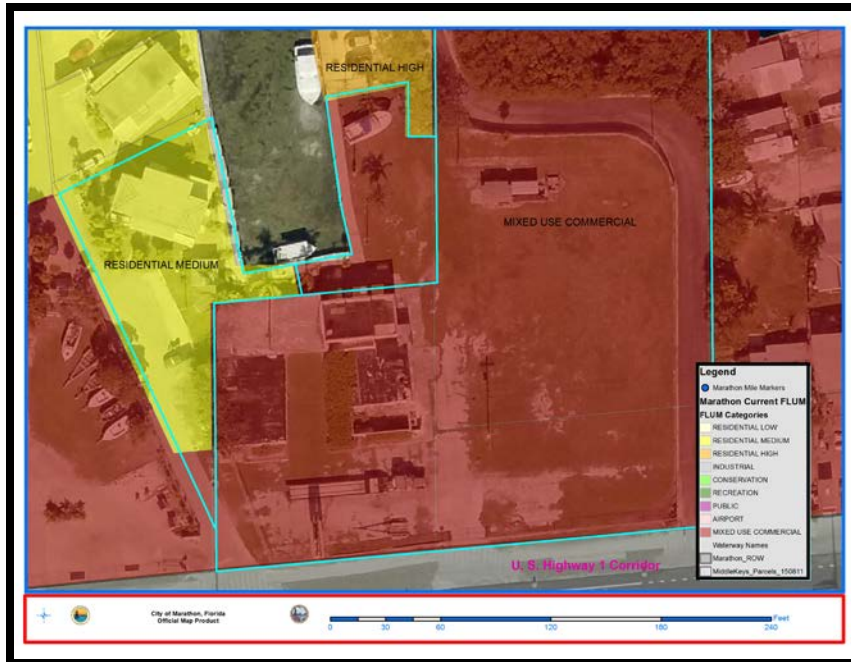 RESIDENTIAL HIGH
MIXED USE COMMERCIAL
RESIDENTIAL MEDIUM
Legend
Marathon Mile Markers
Marathon Current FLUM
FLUM Categories
RESIDENTIAL LOW
RESIDENTIAL MEDIUM
RESIDENTIAL HIGH
INDUSTRIAL
CONSERVATION
RECREATION
PUBLIC
AIRPORT
MIXED USE COMMERCIAL
Waterway Names
Marathon_ROW
MiddleKeys_Parcels_150811
U. S. Highway 1 Corridor
City of Marathon, Florida
Official Map Product
Feet
0 30 60 120 180 240